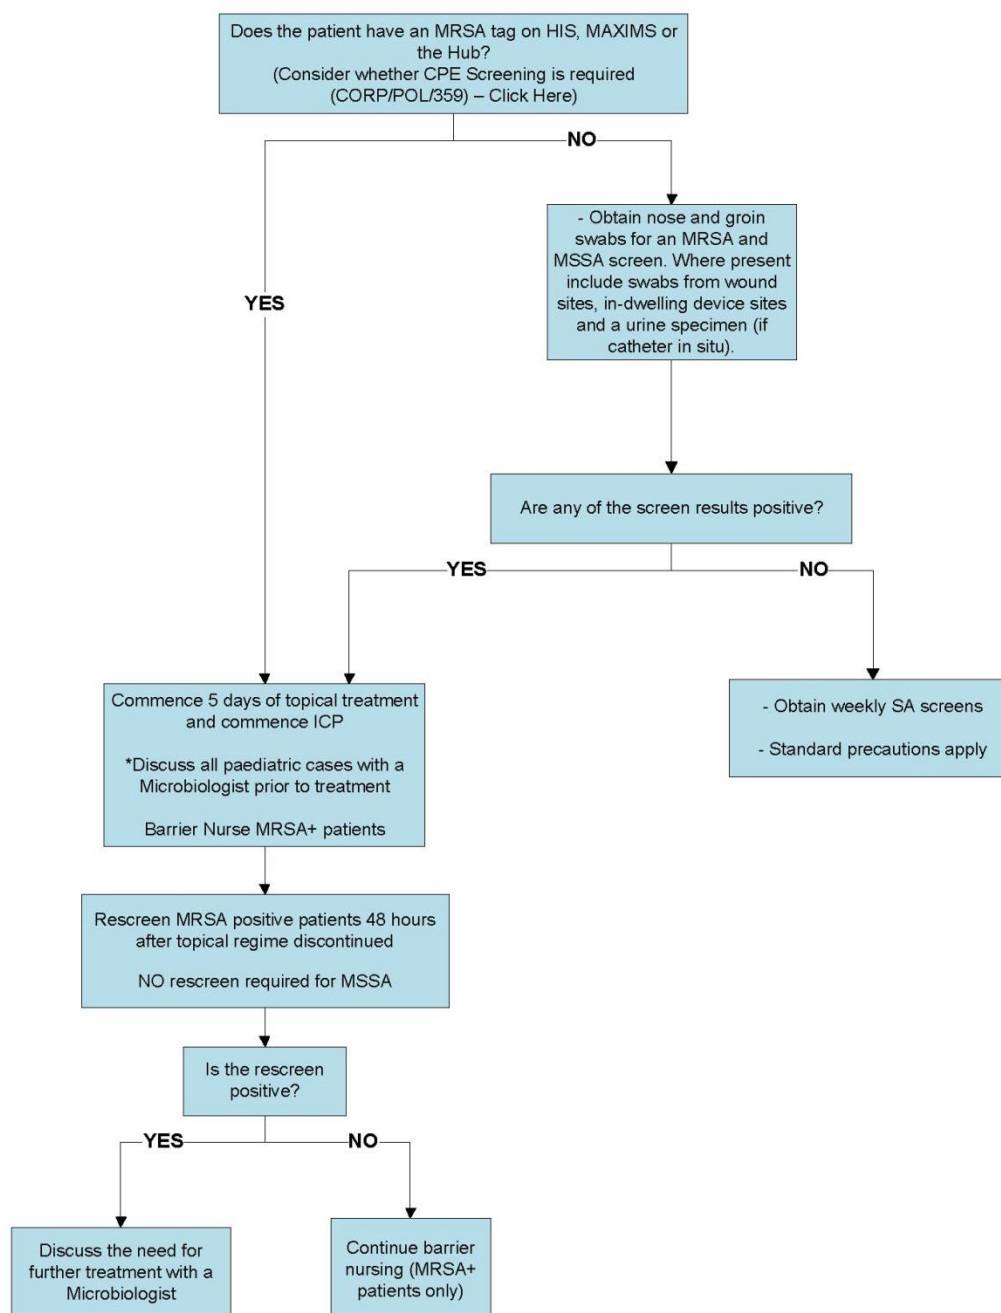 Does the patient have an MRSA tag on HIS, MAXIMS or
the Hub?
(Consider whether CPE Screening is required
(CORP/POL/359) – Click Here)
NO
YES
- Obtain nose and groin
swabs for an MRSA and
MSSA screen. Where present
include swabs from wound
sites, in-dwelling device sites
and a urine specimen (if
catheter in situ).
Are any of the screen results positive?
YES
NO
Commence 5 days of topical treatment
and commence ICP
*Discuss all paediatric cases with a
Microbiologist prior to treatment
Barrier Nurse MRSA+ patients
- Obtain weekly SA screens
- Standard precautions apply
Rescreen MRSA positive patients 48 hours
after topical regime discontinued
NO rescreen required for MSSA
Is the rescreen
positive?
YES
NO
Discuss the need for
further treatment with a
Microbiologist
Continue barrier
nursing (MRSA+
patients only)